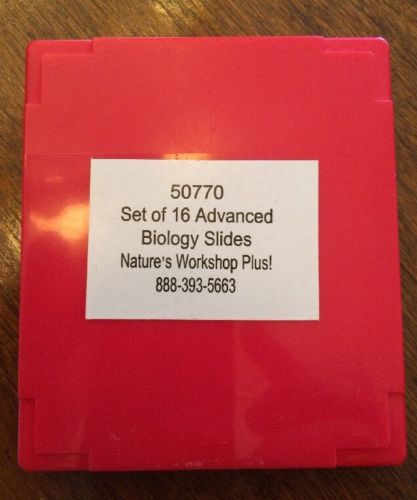 50770
Set of 16 Advanced
Biology Slides
Nature's Workshop Plus!
888-393-5663